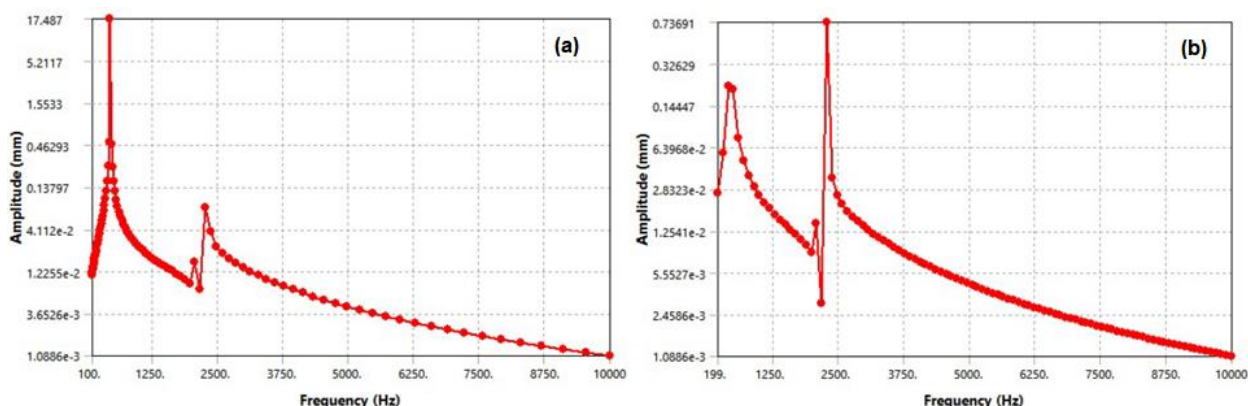 17.487
(a)
5.2117
1.5533
0.46293
0.13797
4.112e-2
1.2255e-2
3.6526e-3
1.0886e-3
Amplitude (mm)
100. 1250. 2500. 3750. 5000. 6250. 7500. 8750. 10000
Frequency (Hz)
0.73691
(b)
0.32629
0.14447
6.3968e-2
2.8323e-2
1.2541e-2
5.5527e-3
2.4586e-3
1.0886e-3
Amplitude (mm)
199. 1250. 2500. 3750. 5000. 6250. 7500. 8750. 10000
Frequency (Hz)